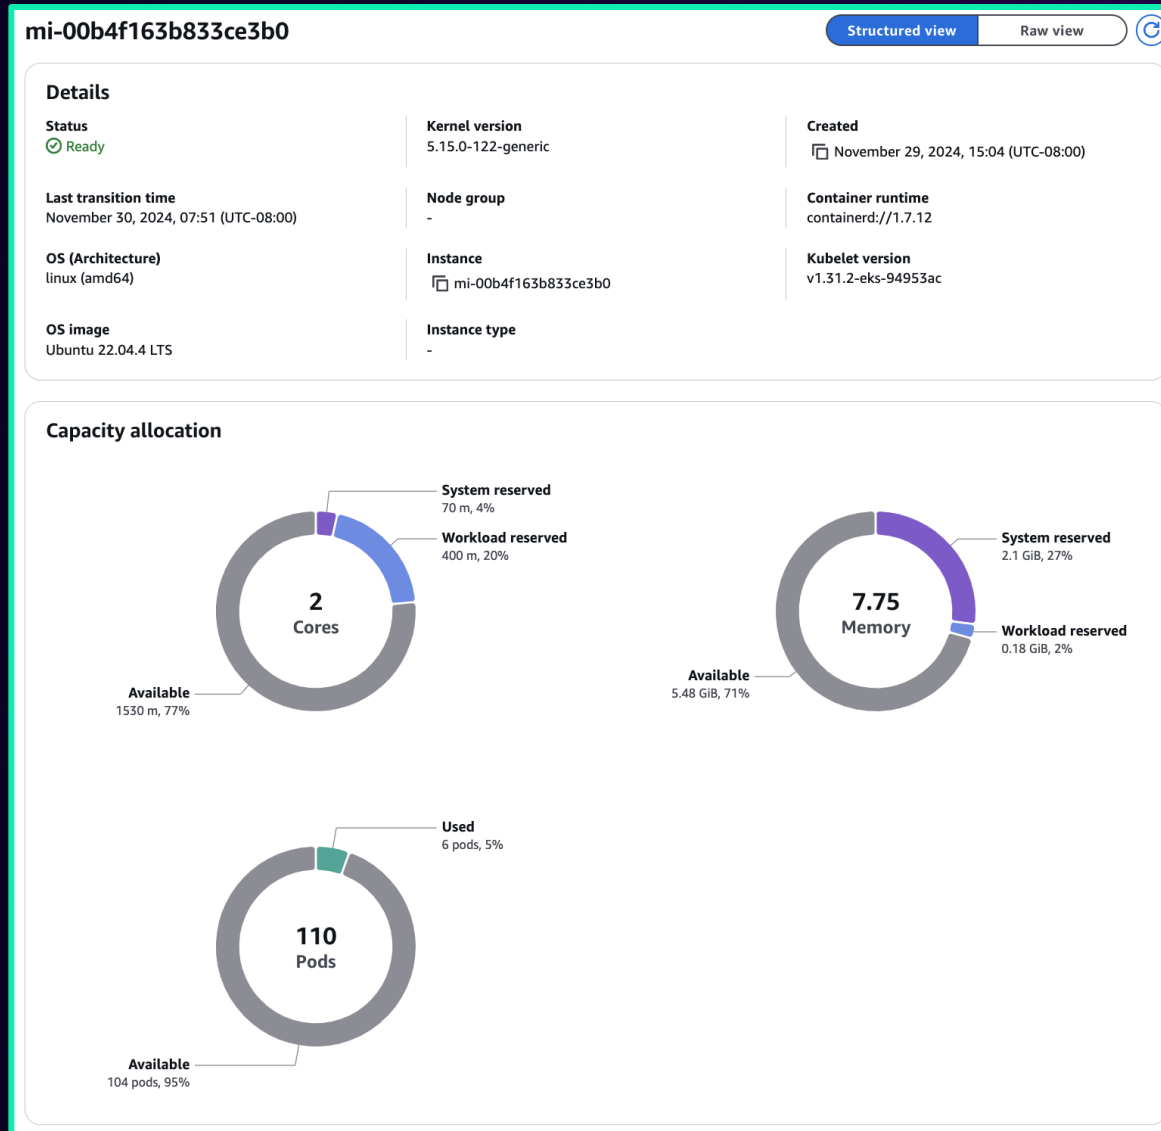 mi-00b4f163b833ce3b0
Structured view
Raw view
Details
Status
Ready
Kernel version
5.15.0-122-generic
Created
November 29, 2024, 15:04 (UTC-08:00)
Last transition time
November 30, 2024, 07:51 (UTC-08:00)
Node group
-
Container runtime
containerd://1.7.12
OS (Architecture)
linux (amd64)
Instance
mi-00b4f163b833ce3b0
Kubelet version
v1.31.2-eks-94953ac
OS image
Ubuntu 22.04.4 LTS
Instance type
-
Capacity allocation
System reserved
70 m, 4%
Workload reserved
400 m, 20%
2
Cores
Available
1530 m, 77%
System reserved
2.1 GiB, 27%
7.75
Memory
Workload reserved
0.18 GiB, 2%
Available
5.48 GiB, 71%
Used
6 pods, 5%
110
Pods
Available
104 pods, 95%